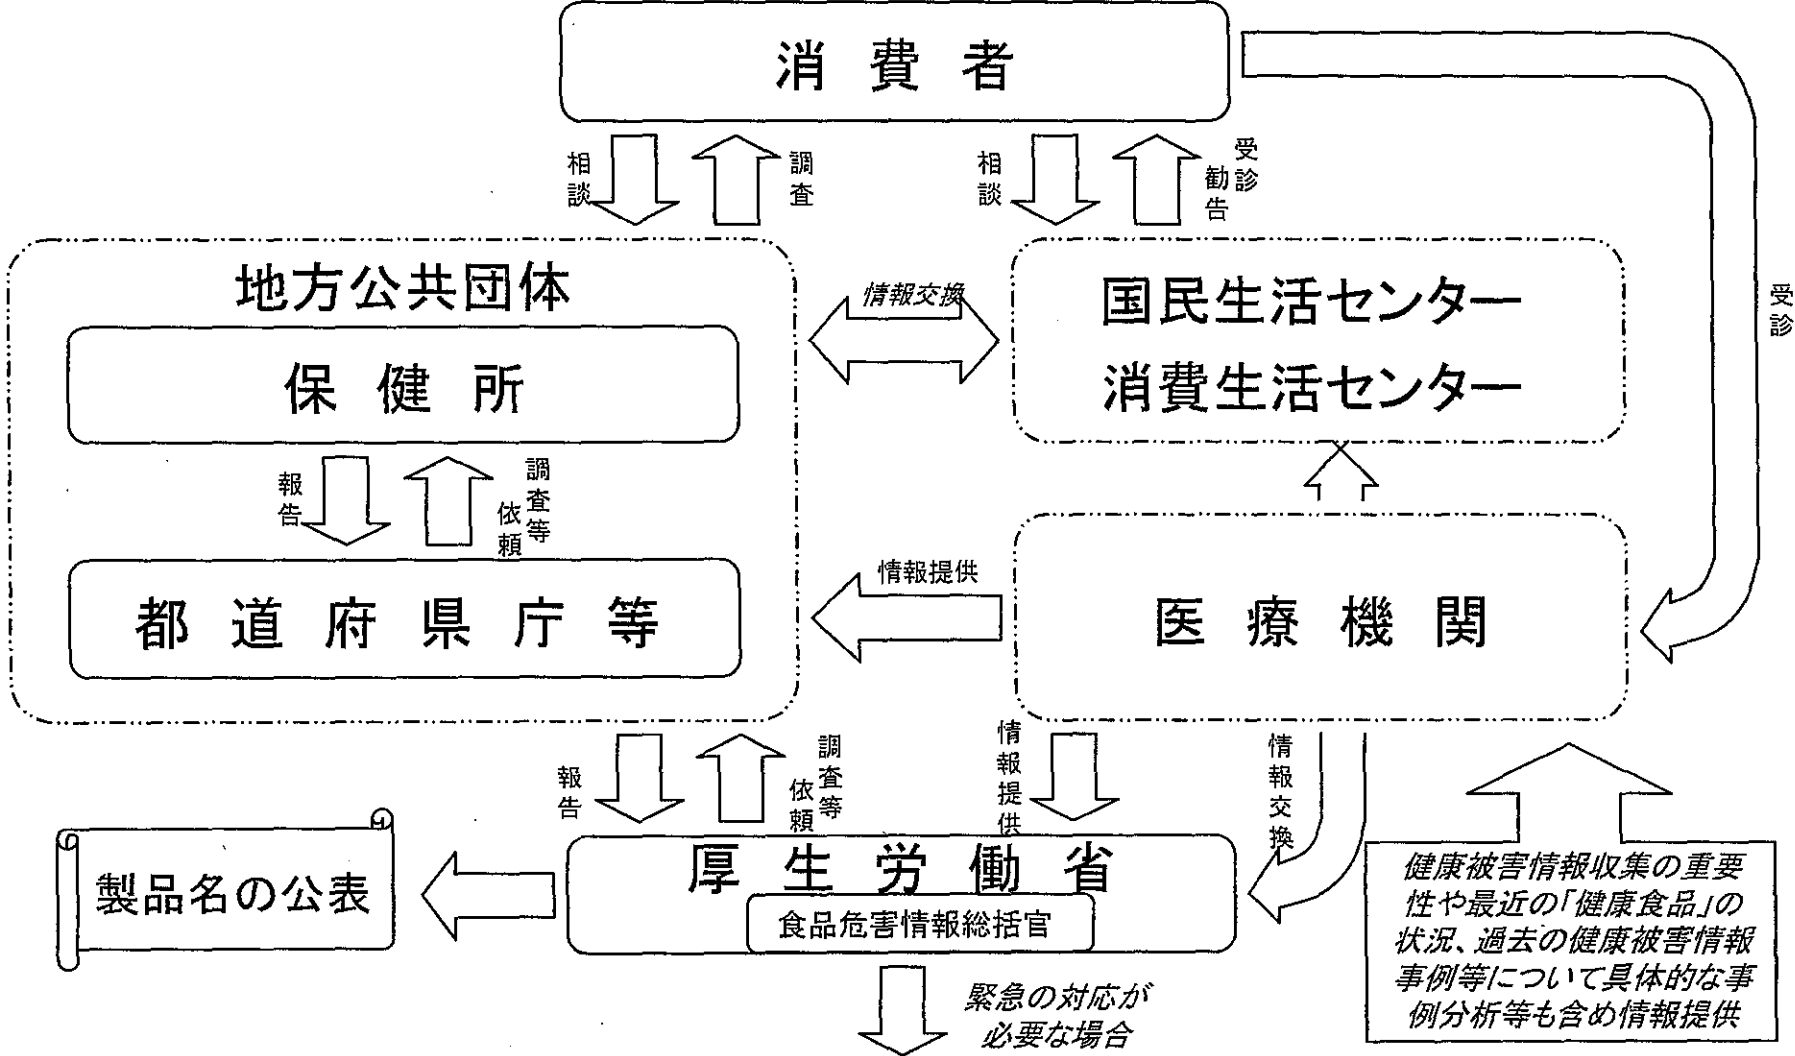 消費者
相談
調査
相談
受診
勧告
受診
地方公共団体
保健所
報告
調査等
依頼
都道府県庁等
情報交換
国民生活センター
消費生活センター
情報提供
医療機関
報告
調査等
依頼
情報提供
情報交換
製品名の公表
厚生労働省
食品危害情報総括官
緊急の対応が
必要な場合
健康被害情報収集の重要
性や最近の「健康食品」の
状況、過去の健康被害情報
事例等について具体的な事
例分析等も含め情報提供